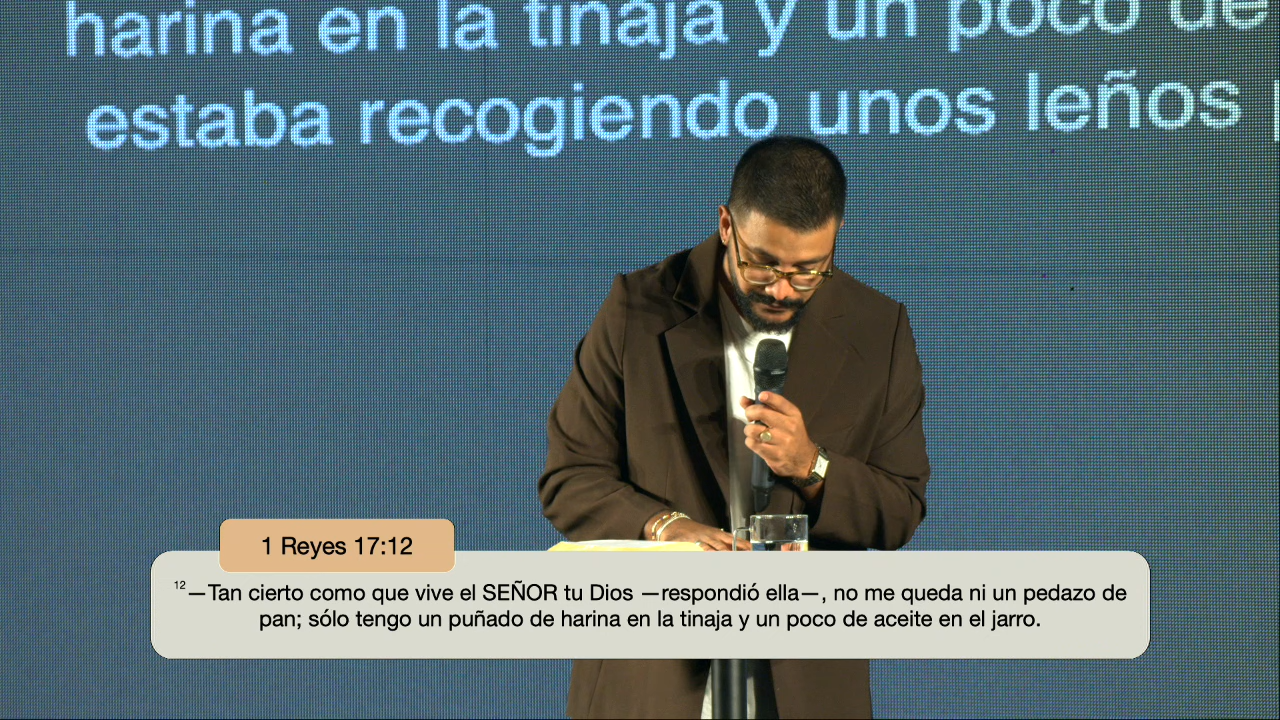 harina en la tinaja y un poco de
estaba recogiendo unos leños
1 Reyes 17:12
12 —Tan cierto como que vive el SEÑOR tu Dios —respondió ella—, no me queda ni un pedazo de
pan; sólo tengo un puñado de harina en la tinaja y un poco de aceite en el jarro.